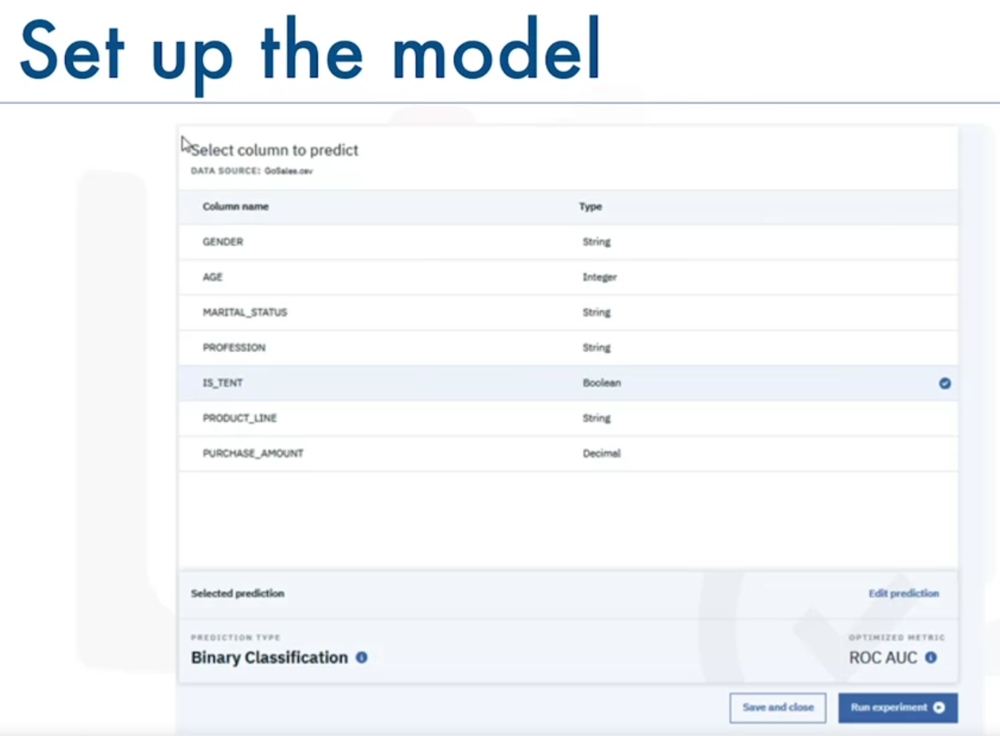 Set up the model
Select column to predict
DATA SOURCE: GoSales.csv
Column name Type
GENDER String
AGE Integer
MARITAL_STATUS String
PROFESSION String
IS_TENT Boolean
PRODUCT_LINE String
PURCHASE_AMOUNT Decimal
Selected prediction Edit prediction
PREDICTION TYPE OPTIMIZED METRIC
Binary Classification ROC AUC
Save and close Run experiment